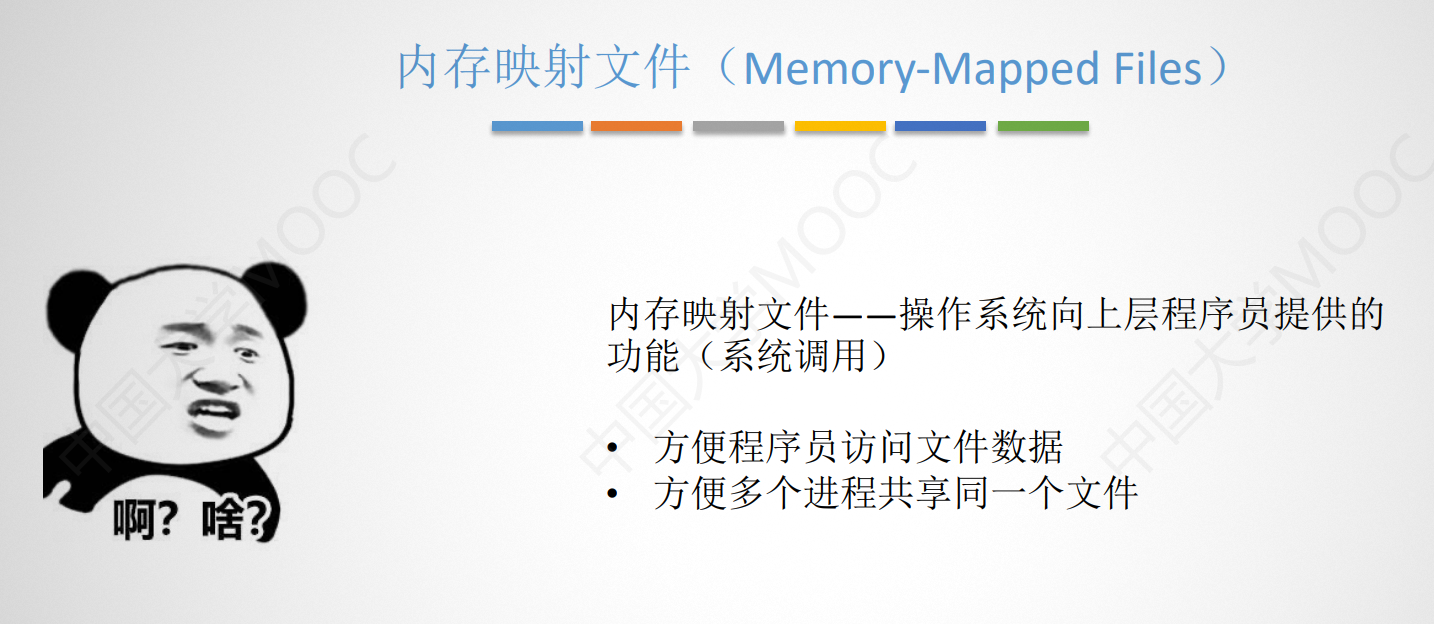 内存映射文件（Memory-Mapped Files）
内存映射文件——操作系统向上层程序员提供的
功能（系统调用）
• 方便程序员访问文件数据
• 方便多个进程共享同一个文件
啊？啥？
中国大学MOOC
中国大学MOOC
中国大学MOOC